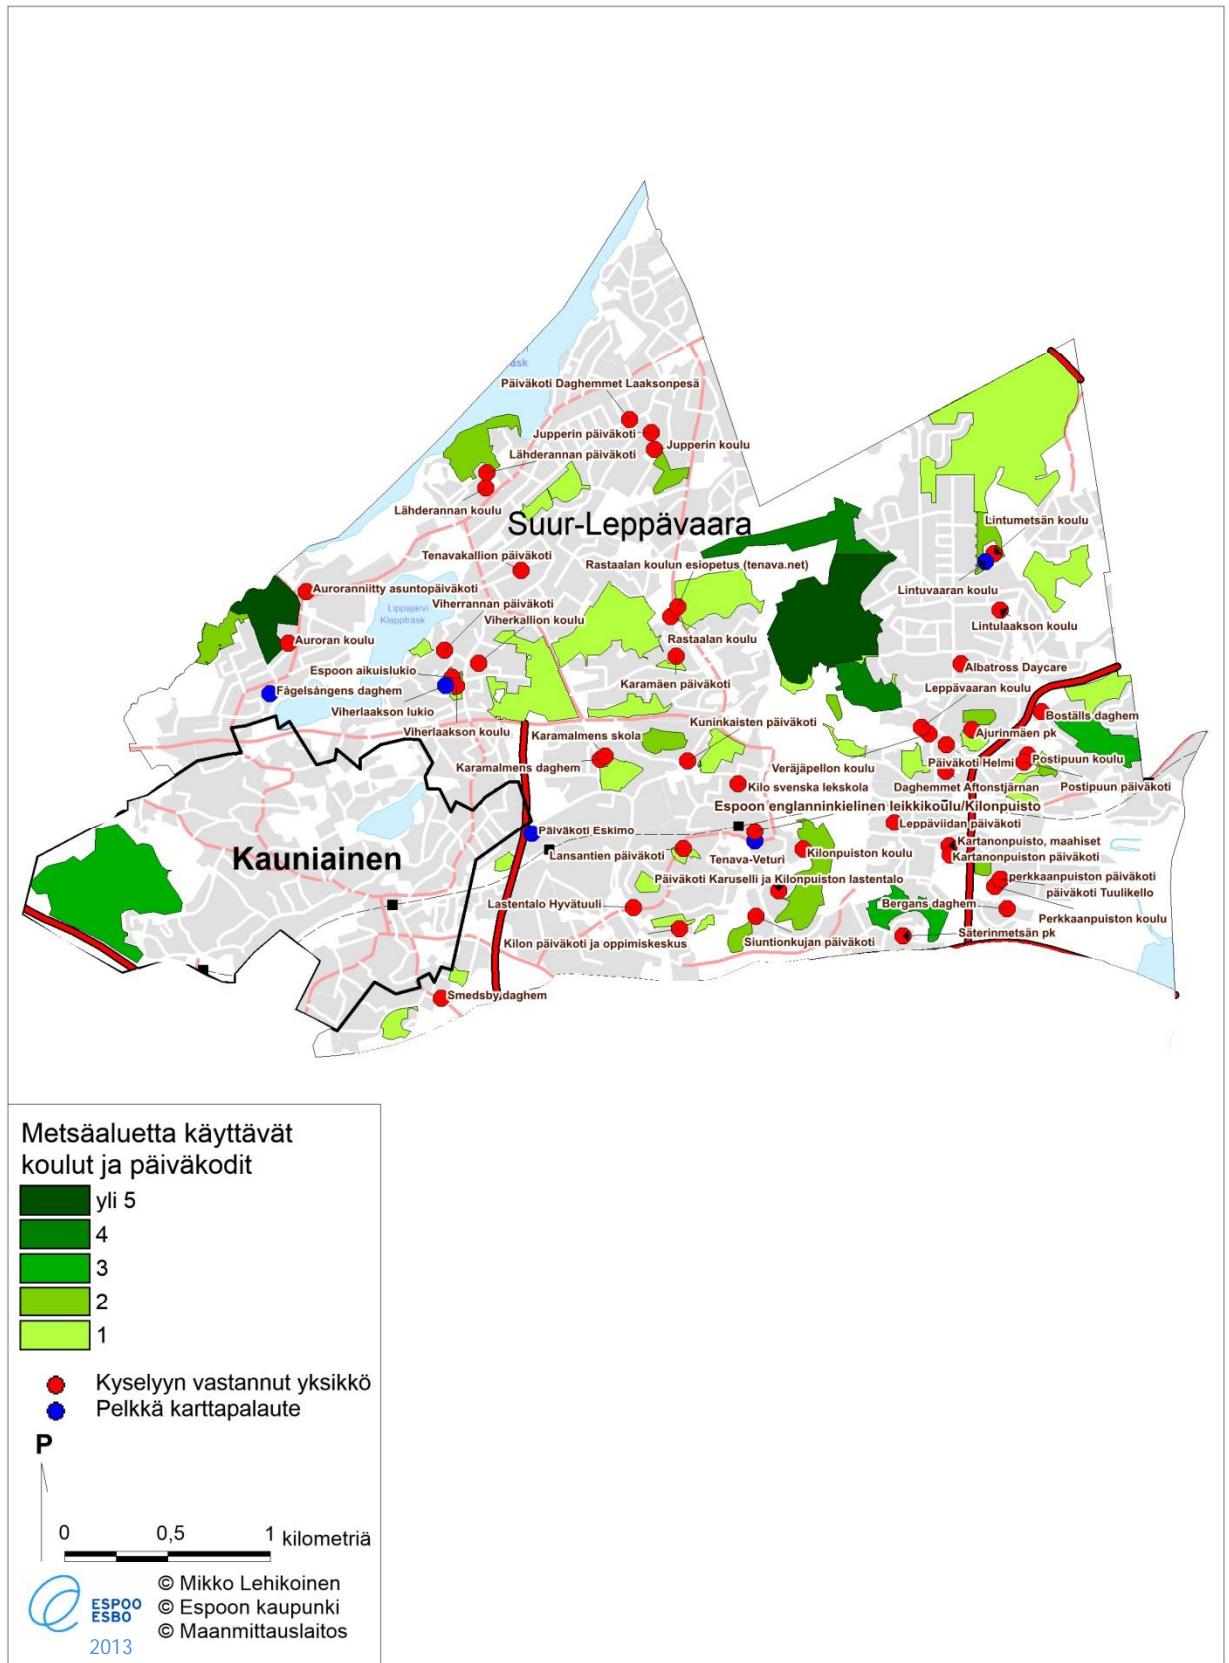 ask
Päiväkoti Daghemmet Laaksonpesä
Jupperin päiväkoti
Jupperin koulu
Lähderannan päiväkoti
Lähderannan koulu
Suur-Leppävaara
Lintumetsän koulu
Tenavakallion päiväkoti
Rastaalan koulun esiopetus (tenava.net)
Auroranniitty asuntopäiväkoti
Lintuvaaran koulu
Viherrannan päiväkoti
Lippajärvi
Klappträsk
Viherkallion koulu
Lintulaakson koulu
Auroran koulu
Rastaalan koulu
Espoon aikuislukio
Albatross Daycare
Karamäen päiväkoti
Fågelsångens daghem
Leppävaaran koulu
Viherlaakson lukio
Boställs daghem
Kuninkaisten päiväkoti
Viherlaakson koulu
Karamalmens skola
Ajurinmäen pk
Karamalmens daghem
Veräjäpellon koulu
Päiväkoti Helmi
Postipuun koulu
Kilo svenska lekskola
Daghemmet Aftonstjärnan
Postipuun päiväkoti
Espoon englanninkielinen leikkikoulu/Kilonpuisto
Leppäviidan päiväkoti
Päiväkoti Eskimo
Kauniainen
Lansantien päiväkoti
Tenava-Veturi
Kilonpuiston koulu
Kartanonpuisto, maahiset
Kartanonpuiston päiväkoti
Päiväkoti Karuselli ja Kilonpuiston lastentalo
perkkaanpuiston päiväkoti
päiväkoti Tuulikello
Lastentalo Hyvätuuli
Bergans daghem
Perkkaanpuiston koulu
Kilon päiväkoti ja oppimiskeskus
Siuntionkujan päiväkoti
Säterinmetsän pk
Smedsby daghem
Metsäaluetta käyttävät
koulut ja päiväkodit
yli 5
4
3
2
1
Kyselyyn vastannut yksikkö
Pelkkä karttapalaute
P
0 0,5 1 kilometriä
© Mikko Lehikoinen
ESPOO © Espoon kaupunki
ESBO
© Maanmittauslaitos
2013